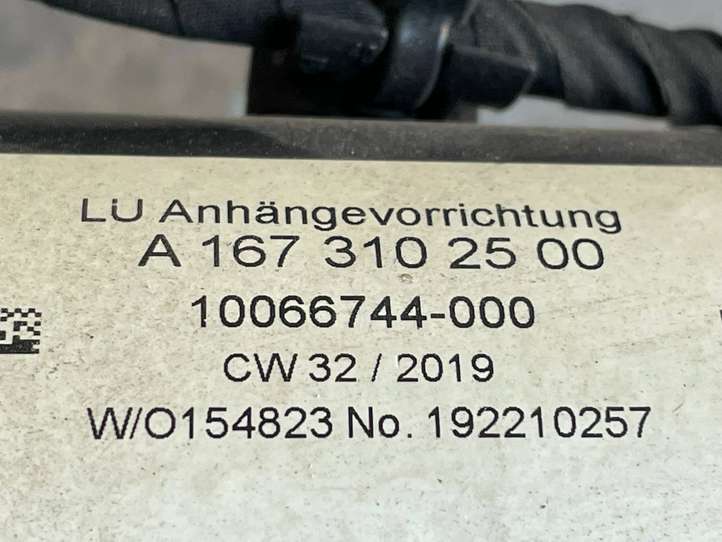 LU Anhängevorrichtung
A 167 310 25 00
10066744-000
CW 32 / 2019
W/O154823 No. 192210257